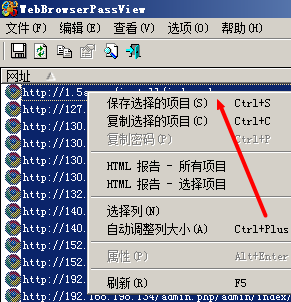 WebBrowserPassView
文件(F) 编辑(E) 查看(V) 选项(O) 帮助(H)
网址
http://1.5
http://127.
http://130.
http://130.
http://130.
http://130.
http://132.
http://140.
http://140.
http://152.
http://152.
http://192.
http://192.168.198.134/admin.php/admin/index/
保存选择的项目(S) Ctrl+S
复制选择的项目(C) Ctrl+C
复制密码(P) Ctrl+P
HTML 报告 - 所有项目
HTML 报告 - 选择项目
选择列(N)
自动调整列大小(A) Ctrl+Plus
属性(P) Alt+Enter
刷新(R) F5